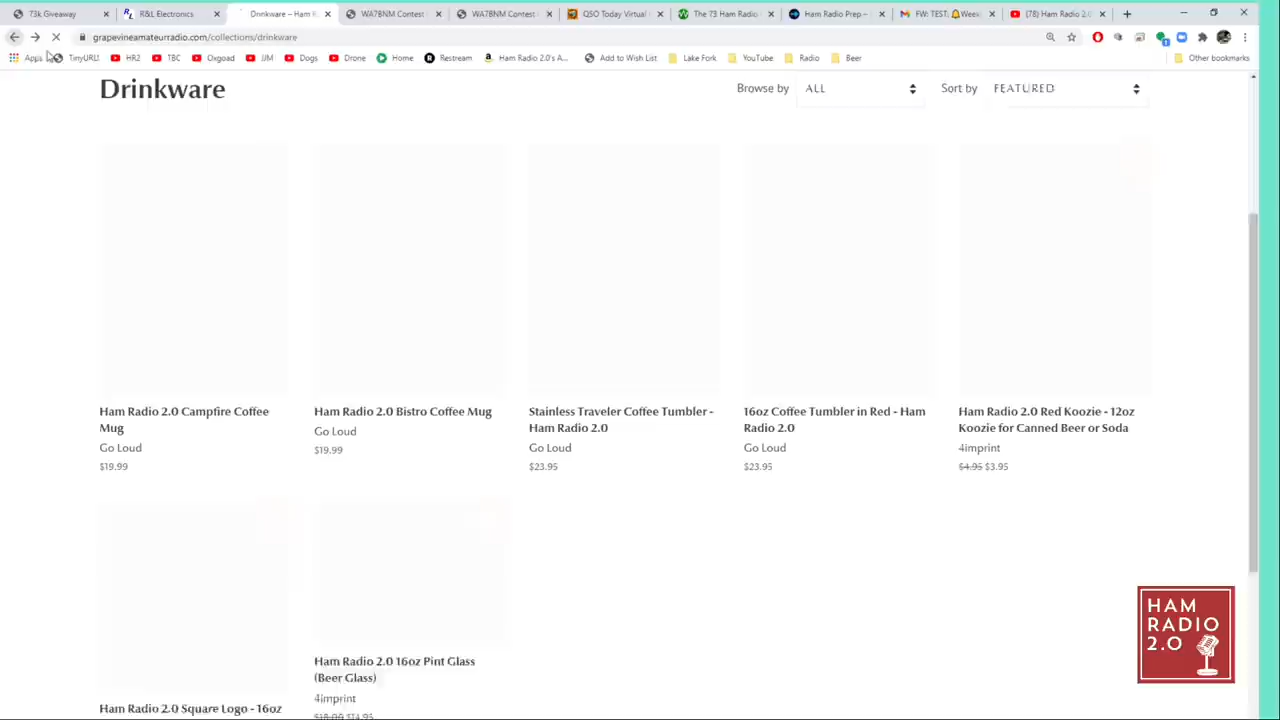 73k Giveaway
R&L Electronics
Drinkware – Ham R
WA7BNM Contest
WA7BNM Contest
QSO Today Virtual
The 73 Ham Radio
Ham Radio Prep –
FW: TEST: Week
(78) Ham Radio 2.0
grapevineamateurradio.com/collections/drinkware
Apps TinyURL! HR2 TBC Oxgoad JJM Dogs Drone Home Restream Ham Radio 2.0's A... Add to Wish List Lake Fork YouTube Radio Beer Other bookmarks
Drinkware
Browse by ALL Sort by FEATURED
Ham Radio 2.0 Campfire Coffee
Mug
Go Loud
$19.99
Ham Radio 2.0 Bistro Coffee Mug
Go Loud
$19.99
Stainless Traveler Coffee Tumbler -
Ham Radio 2.0
Go Loud
$23.95
16oz Coffee Tumbler in Red - Ham
Radio 2.0
Go Loud
$23.95
Ham Radio 2.0 Red Koozie - 12oz
Koozie for Canned Beer or Soda
4imprint
$4.95 $3.95
Ham Radio 2.0 Square Logo - 16oz
Ham Radio 2.0 16oz Pint Glass
(Beer Glass)
4imprint
$18.00 $14.95
HAM
RADIO
2.0